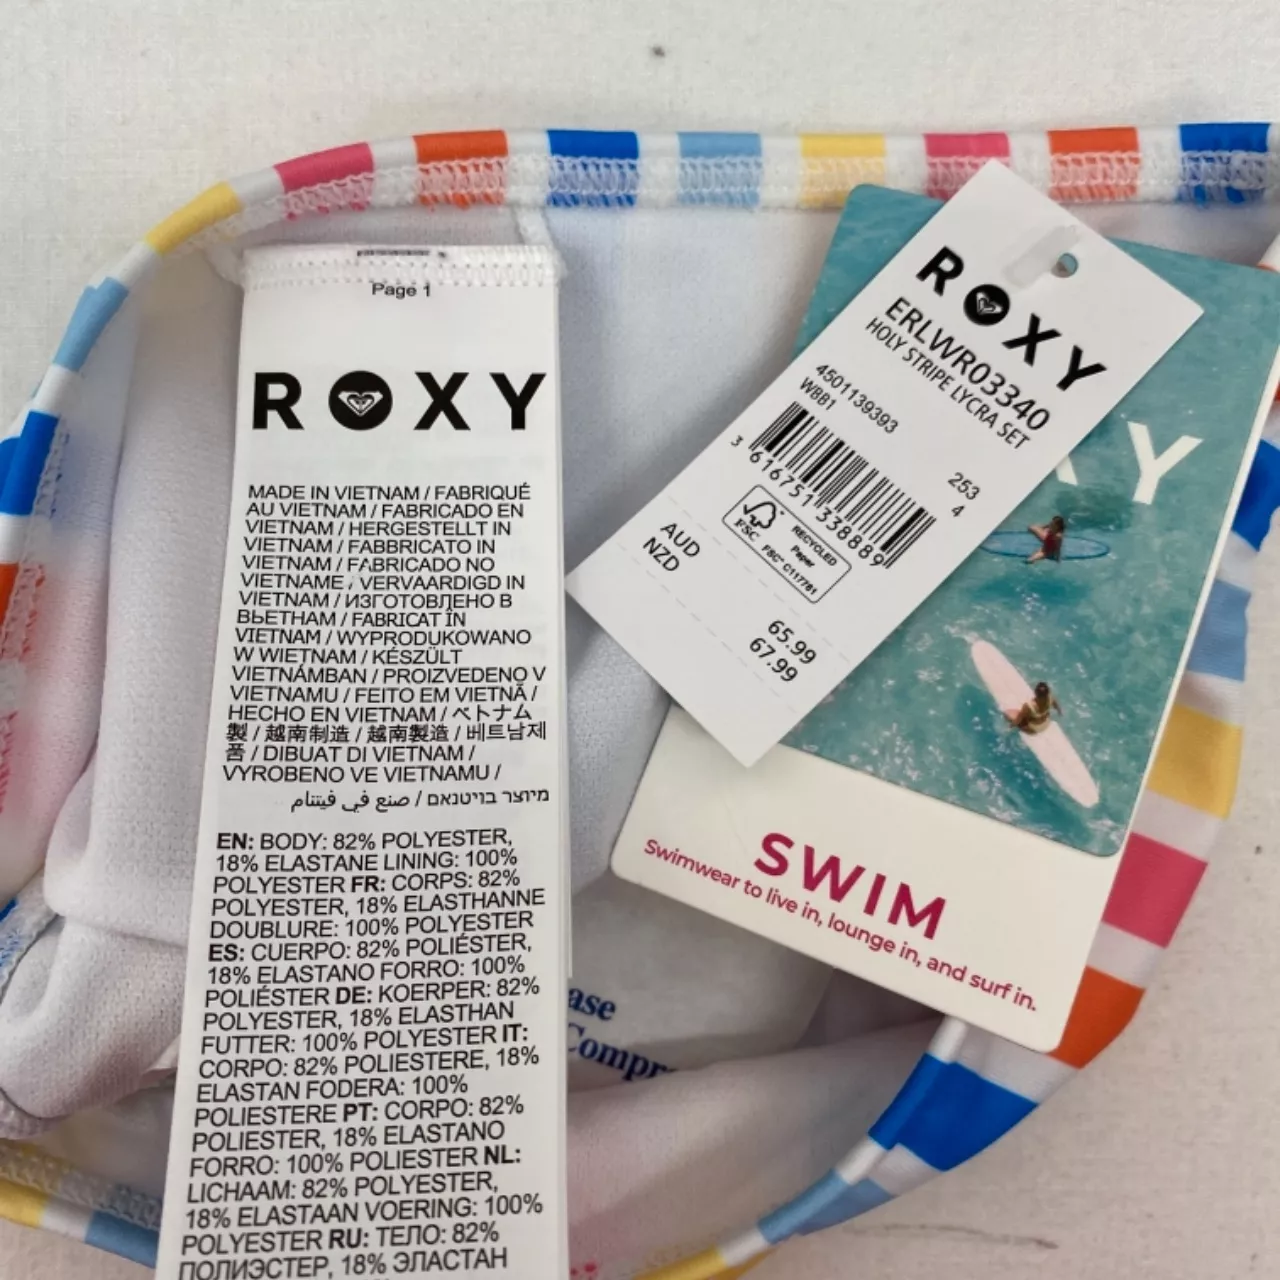 Page 1
ROXY
MADE IN VIETNAM / FABRIQUÉ
AU VIETNAM / FABRICADO EN
VIETNAM / HERGESTELLT IN
VIETNAM / FABBRICATO IN
VIETNAM / FABRICADO NO
VIETNAME / VERVAARDIGD IN
VIETNAM / ИЗГОТОВЛЕНО В
ВЬЕТНАМ / FABRICAT ÎN
VIETNAM / WYPRODUKOWANO
W WIETNAM / KÉSZÜLT
VIETNÁMBAN / PROIZVEDENO V
VIETNAMU / FEITO EM VIETNÃ /
HECHO EN VIETNAM / ベトナム
製 / 越南制造 / 越南製造 / 베트남제
품 / DIBUAT DI VIETNAM /
VYROBENO VE VIETNAMU /
מיוצר בויטנאם / صنع في فيتنام
EN: BODY: 82% POLYESTER,
18% ELASTANE LINING: 100%
POLYESTER FR: CORPS: 82%
POLYESTER, 18% ELASTHANNE
DOUBLURE: 100% POLYESTER
ES: CUERPO: 82% POLIÉSTER,
18% ELASTANO FORRO: 100%
POLIÉSTER DE: KOERPER: 82%
POLYESTER, 18% ELASTHAN
FUTTER: 100% POLYESTER IT:
CORPO: 82% POLIESTERE, 18%
ELASTAN FODERA: 100%
POLIESTERE PT: CORPO: 82%
POLIESTER, 18% ELASTANO
FORRO: 100% POLIESTER NL:
LICHAAM: 82% POLYESTER,
18% ELASTAAN VOERING: 100%
POLYESTER RU: ТЕЛО: 82%
ПОЛИЭСТЕР, 18% ЭЛАСТАН
ROXY
ERLWR03340
HOLY STRIPE LYCRA SET
4501139393
WBB1
253
4
3 616751 338889
FSC
RECYCLED
Paper
FSC® C117781
AUD
65.99
NZD
67.99
XY
SWIM
Swimwear to live in, lounge in, and surf in.
ase
Compr